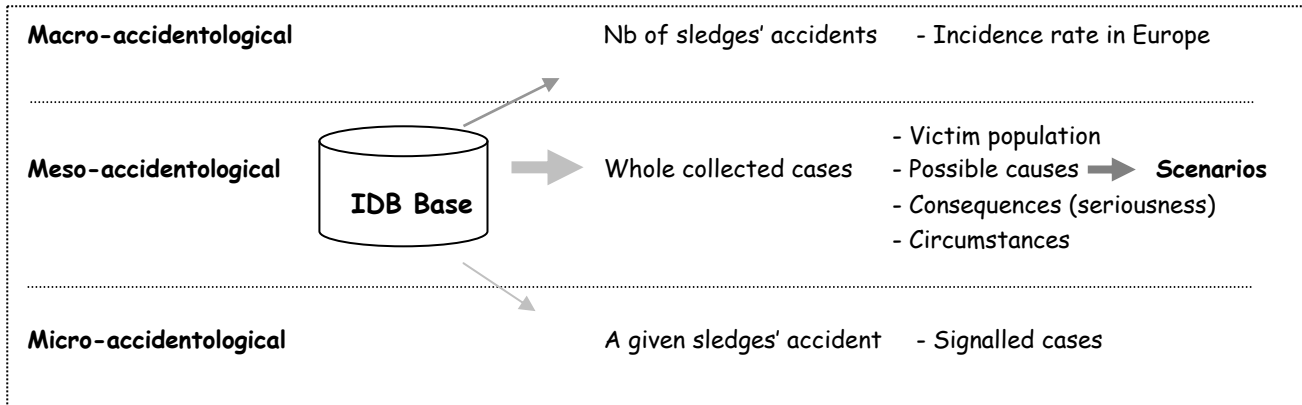 Macro-accidentological Nb of sledges' accidents - Incidence rate in Europe
- Victim population
Meso-accidentological IDB Base Whole collected cases - Possible causes Scenarios
- Consequences (seriousness)
- Circumstances
Micro-accidentological A given sledges' accident - Signalled cases